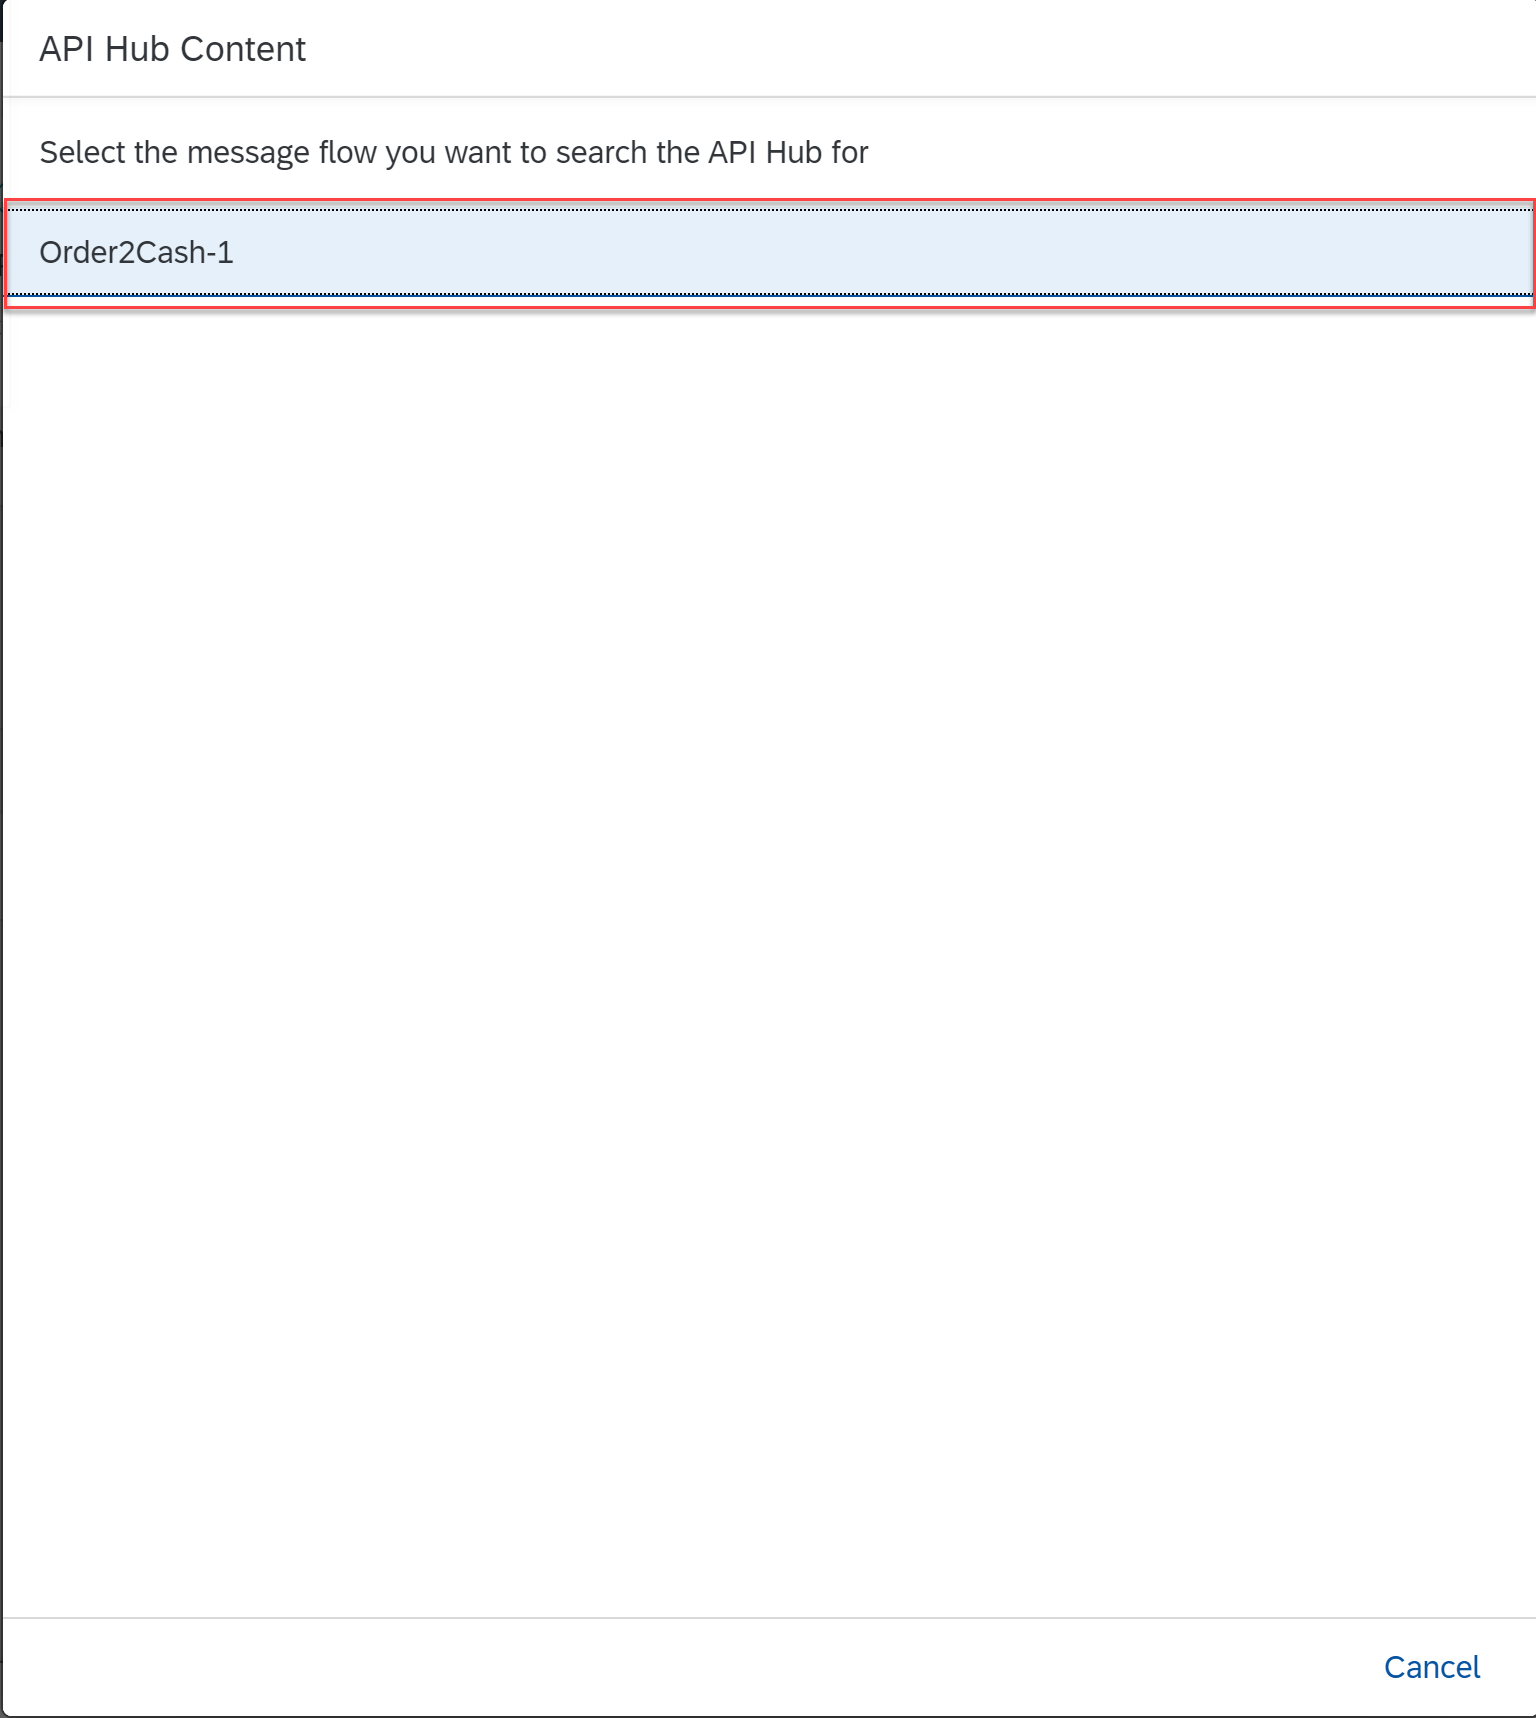 API Hub Content
Select the message flow you want to search the API Hub for
Order2Cash-1
Cancel